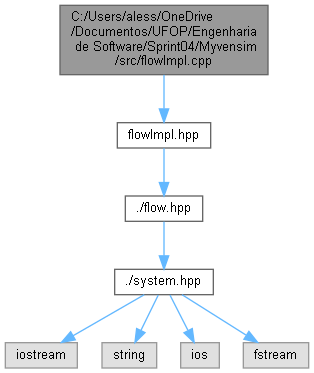 C:/Users/aless/OneDrive
/Documentos/UFOP/Engenharia
de Software/Sprint04/Myvensim
/src/flowImpl.cpp
flowImpl.hpp
./flow.hpp
./system.hpp
iostream
string
ios
fstream